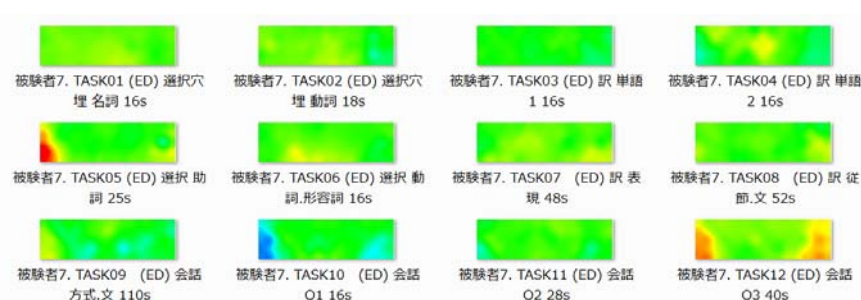 被験者7. TASK01 (ED) 選択穴
埋 名詞 16s
被験者7. TASK02 (ED) 選択穴
埋 動詞 18s
被験者7. TASK03 (ED) 訳 単語
1 16s
被験者7. TASK04 (ED) 訳 単語
2 16s
被験者7. TASK05 (ED) 選択 助
詞 25s
被験者7. TASK06 (ED) 選択 動
詞.形容詞 16s
被験者7. TASK07 (ED) 訳 表
現 48s
被験者7. TASK08 (ED) 訳 従
節.文 52s
被験者7. TASK09 (ED) 会話
方式.文 110s
被験者7. TASK10 (ED) 会話
Q1 16s
被験者7. TASK11 (ED) 会話
Q2 28s
被験者7. TASK12 (ED) 会話
Q3 40s